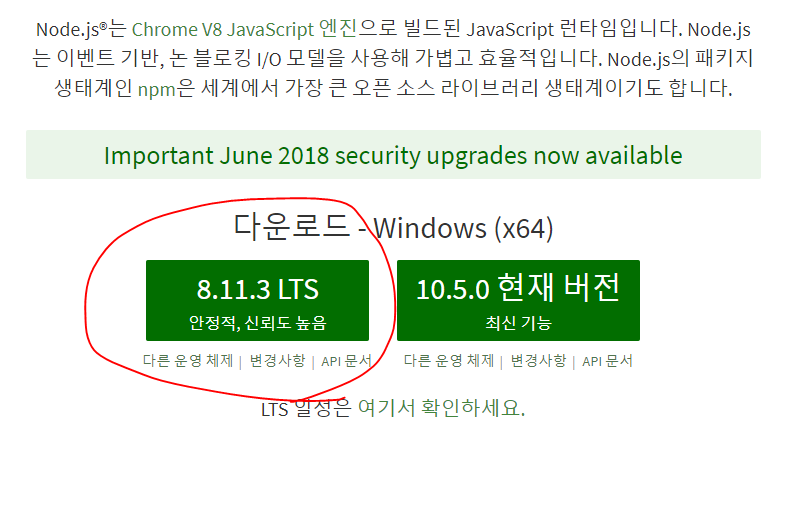 Node.js®는 Chrome V8 JavaScript 엔진으로 빌드된 JavaScript 런타임입니다. Node.js
는 이벤트 기반, 논 블로킹 I/O 모델을 사용해 가볍고 효율적입니다. Node.js의 패키지
생태계인 npm은 세계에서 가장 큰 오픈 소스 라이브러리 생태계이기도 합니다.
Important June 2018 security upgrades now available
다운로드 - Windows (x64)
8.11.3 LTS
안정적, 신뢰도 높음
10.5.0 현재 버전
최신 기능
다른 운영 체제 | 변경사항 | API 문서
다른 운영 체제 | 변경사항 | API 문서
LTS 일정은 여기서 확인하세요.